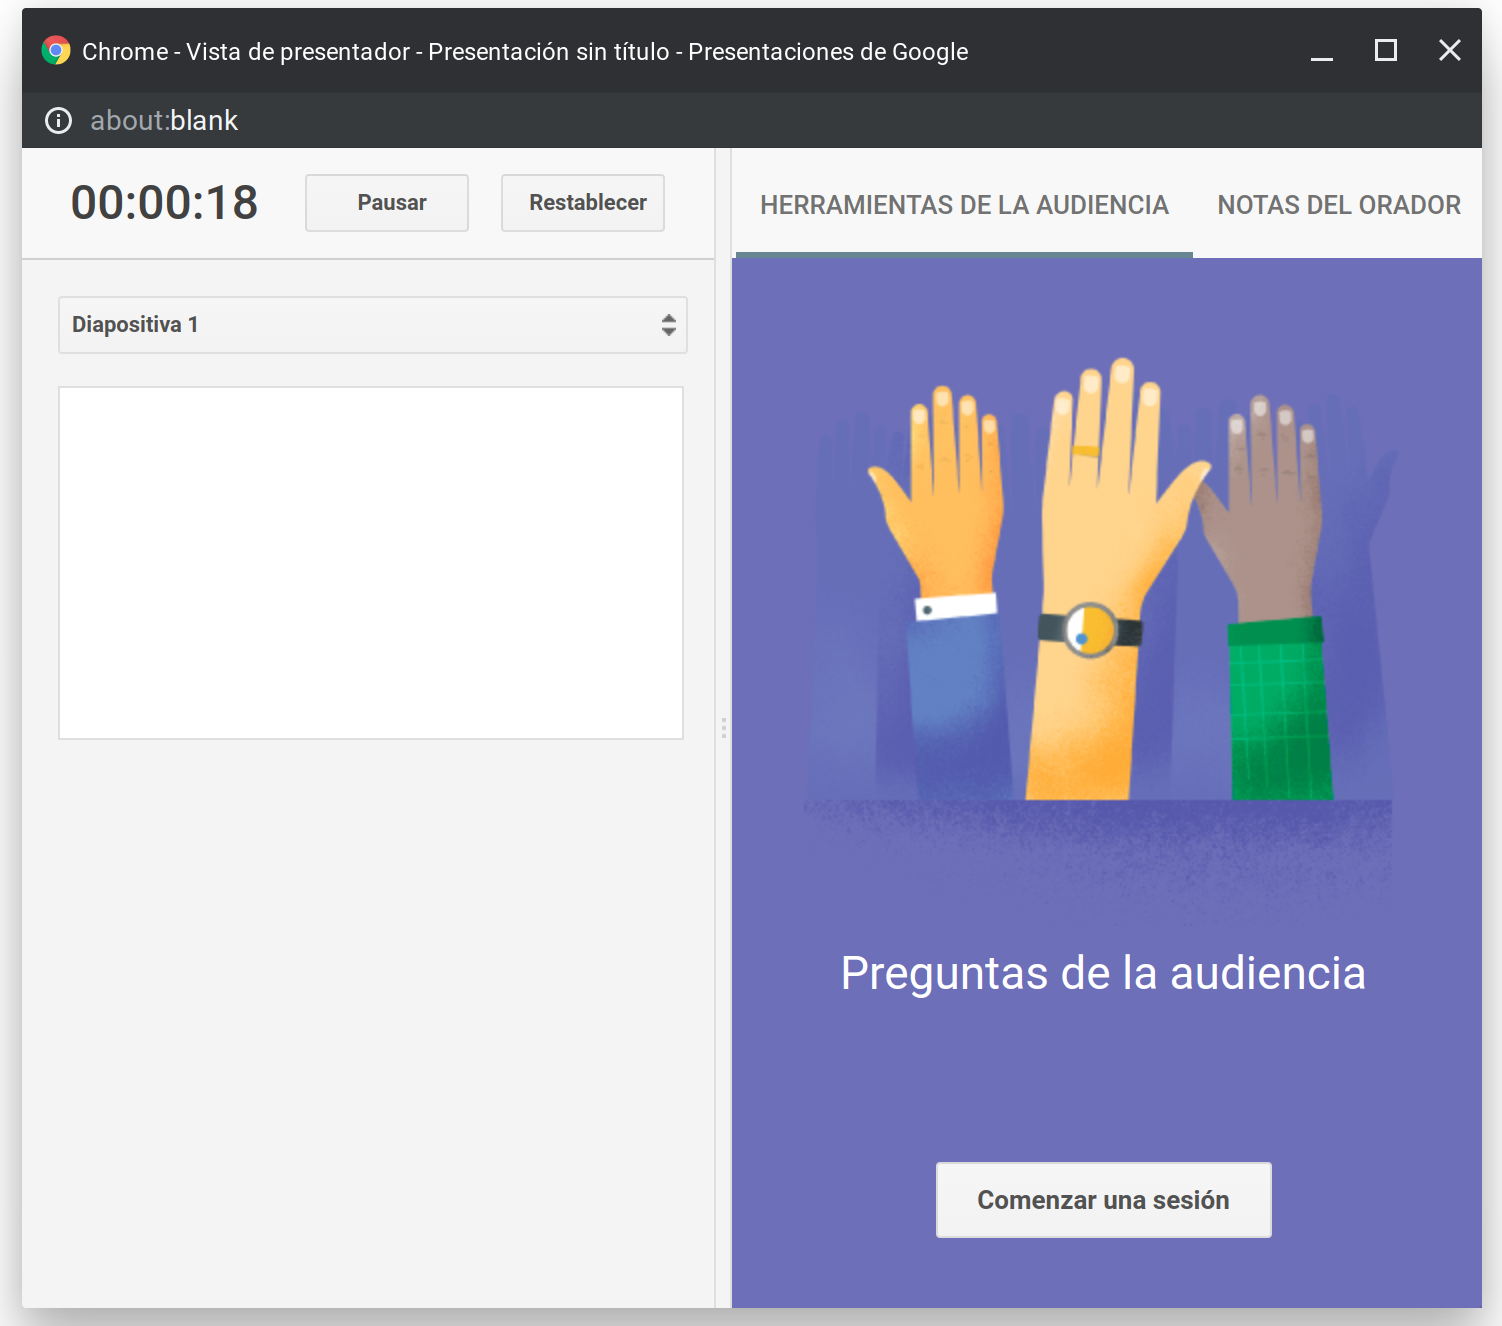 Chrome - Vista de presentador - Presentación sin título - Presentaciones de Google
about:blank
00:00:18
Pausar
Restablecer
HERRAMIENTAS DE LA AUDIENCIA
NOTAS DEL ORADOR
Diapositiva 1
Preguntas de la audiencia
Comenzar una sesión